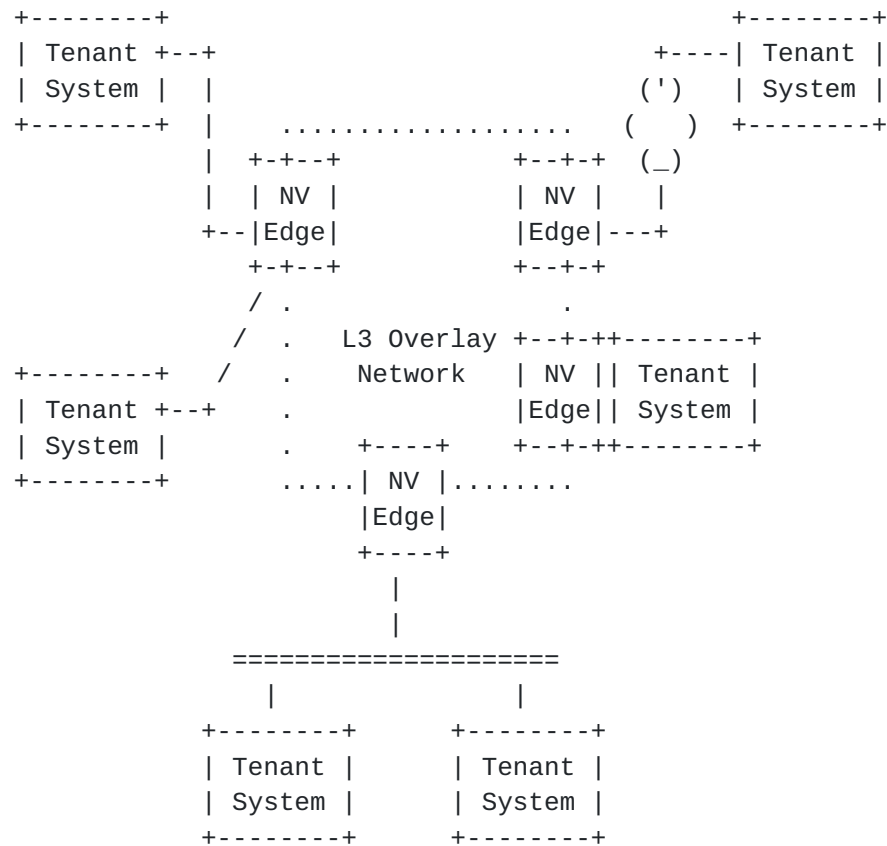 Tenant Tenant
System System
NV NV
Edge Edge
L3 Overlay
Network NV Tenant
Tenant Edge System
System
NV
Edge
Tenant Tenant
System System